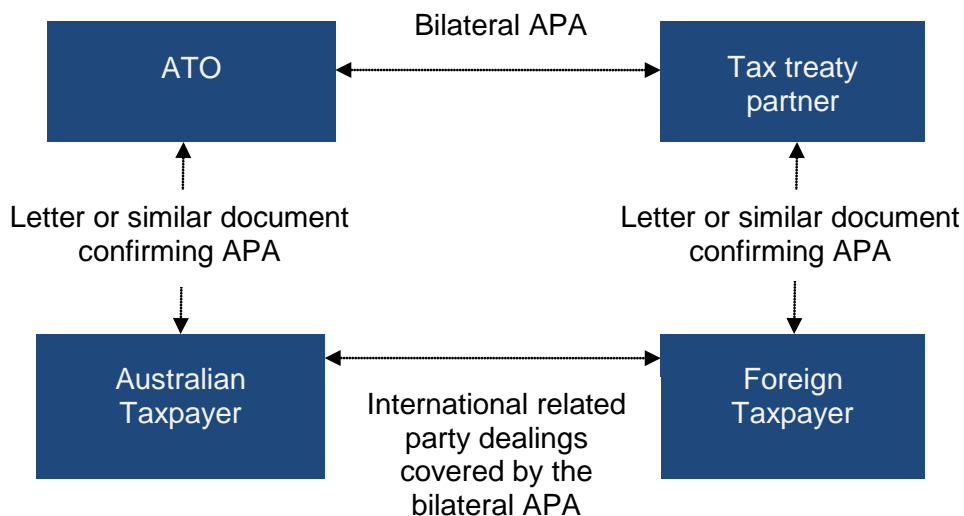 Bilateral APA
ATO
Tax treaty
partner
Letter or similar document
confirming APA
Letter or similar document
confirming APA
Australian
Taxpayer
International related
party dealings
covered by the
bilateral APA
Foreign
Taxpayer